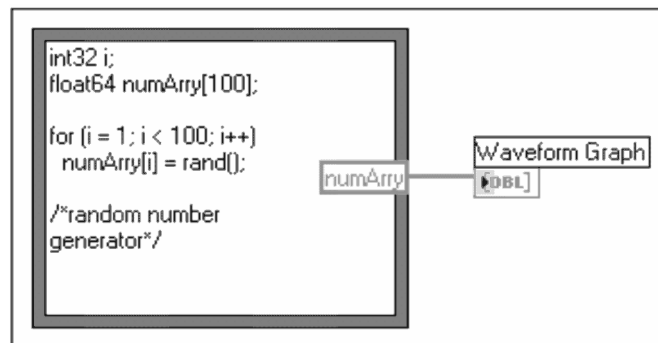 int32 i;
float64 numArry[100];
for (i = 1; i < 100; i++)
numArry[i] = rand();
/*random number
generator*/
numArry
Waveform Graph
[DBL]